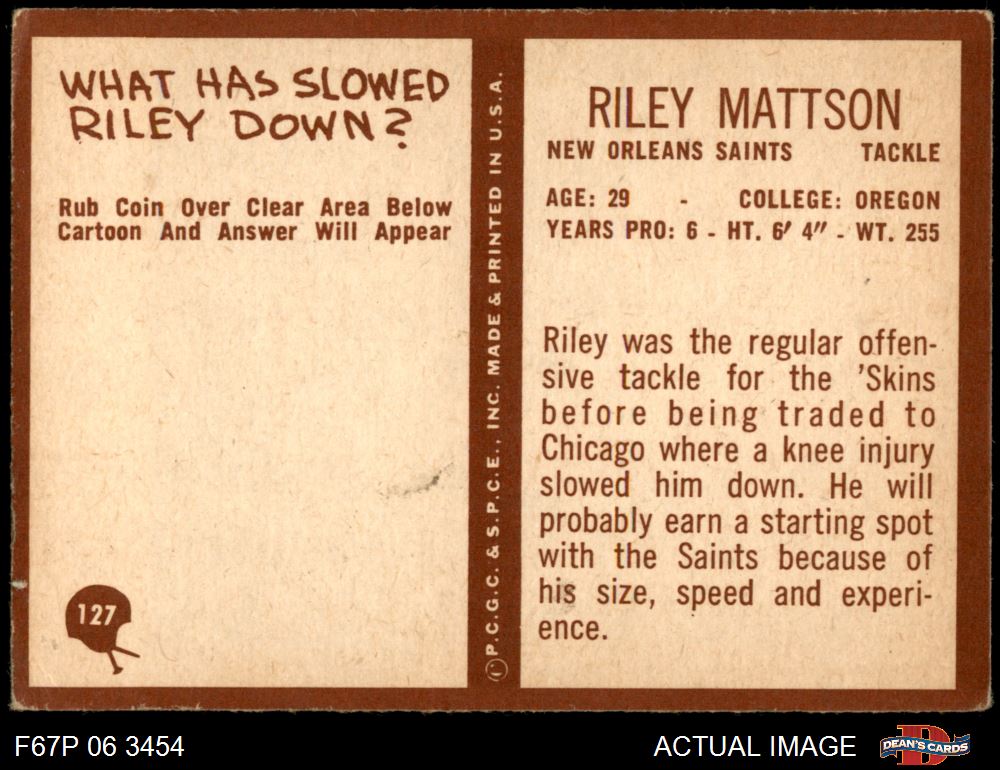 WHAT HAS SLOWED
RILEY DOWN?
Rub Coin Over Clear Area Below
Cartoon And Answer Will Appear
127
©P.C.G.C. & S.P.C.E., INC. MADE & PRINTED IN U.S.A.
RILEY MATTSON
NEW ORLEANS SAINTS TACKLE
AGE: 29 - COLLEGE: OREGON
YEARS PRO: 6 - HT. 6′ 4″ - WT. 255
Riley was the regular offen-
sive tackle for the 'Skins
before being traded to
Chicago where a knee injury
slowed him down. He will
probably earn a starting spot
with the Saints because of
his size, speed and experi-
ence.
F67P 06 3454
ACTUAL IMAGE
D
DEAN'S CARDS